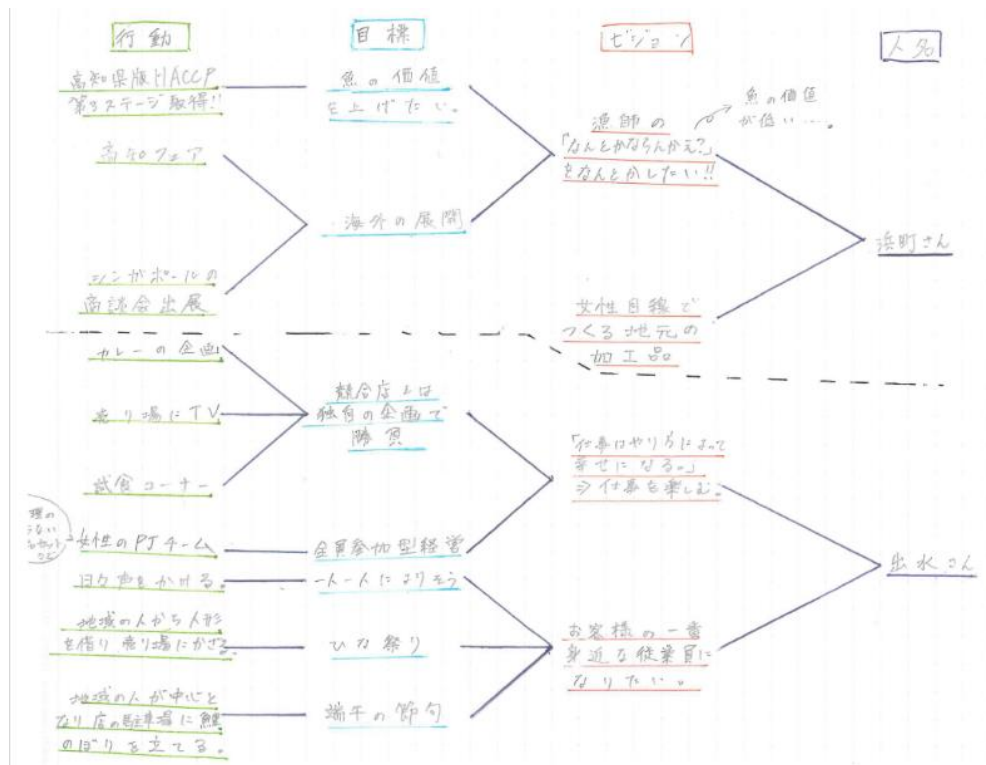 行動
目標
ビジョン
人名
高知県版HACCP
第3ステージ取得!!
魚の価値
を上げたい。
漁師の
「なんとかならんかえ?」
をなんとかしたい!!
魚の価値
が低い…。
高知フェア
海外の展開
シンガポールの
商談会出展
浜町さん
女性目線で
つくる地元の
加工品
カレーの企画
売り場にTV
試食コーナー
競合店とは
独自の企画で
勝負
「仕事はやり方によって
幸せになる。」
⇒仕事を楽しむ。
女性のPJチーム
全員参加型経営
日々声をかける。
一人一人によりそう
出水さん
地域の人から人形
を借り売り場にかざる。
ひな祭り
お客様の一番
身近な従業員に
なりたい。
地域の人が中心と
なり店の駐車場に鯉
のぼりを立てる。
端午の節句